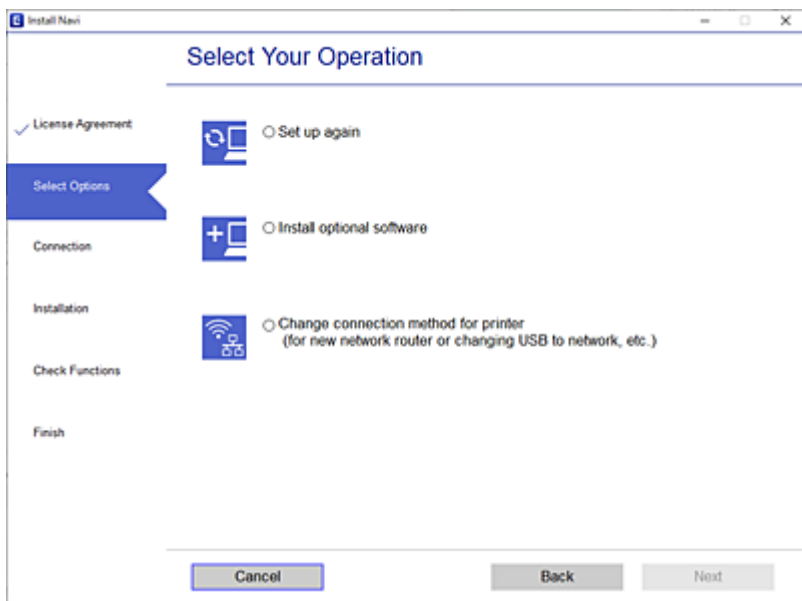 Install Navi
Select Your Operation
License Agreement
Select Options
Connection
Installation
Check Functions
Finish
Set up again
Install optional software
Change connection method for printer
(for new network router or changing USB to network, etc.)
Cancel
Back
Next